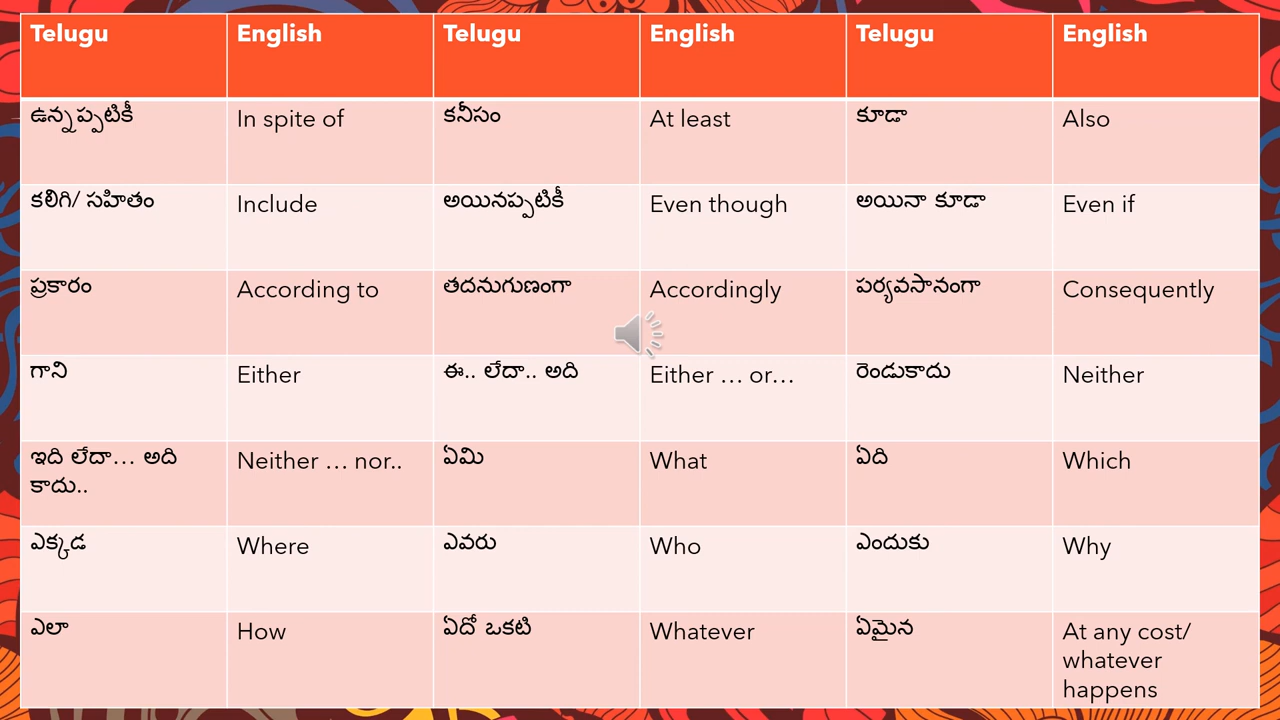 Telugu English Telugu English Telugu English
ఉన్నప్పటికీ In spite of కనీసం At least కూడా Also
కలిగి/ సహితం Include అయినప్పటికీ Even though అయినా కూడా Even if
ప్రకారం According to తదనుగుణంగా Accordingly పర్యవసానంగా Consequently
గాని Either ఈ.. లేదా.. అది Either … or… రెండుకాదు Neither
ఇది లేదా… అది Neither … nor.. ఏమి What ఏది Which
కాదు..
ఎక్కడ Where ఎవరు Who ఎందుకు Why
ఎలా How ఏదో ఒకటి Whatever ఏమైన At any cost/
whatever
happens